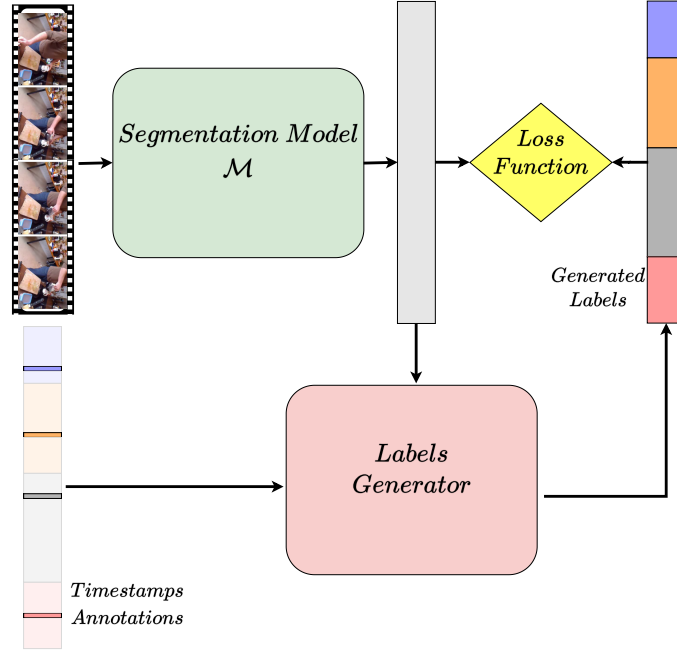 Segmentation Model
ℳ
Loss
Function
Generated
Labels
Labels
Generator
Timestamps
Annotations